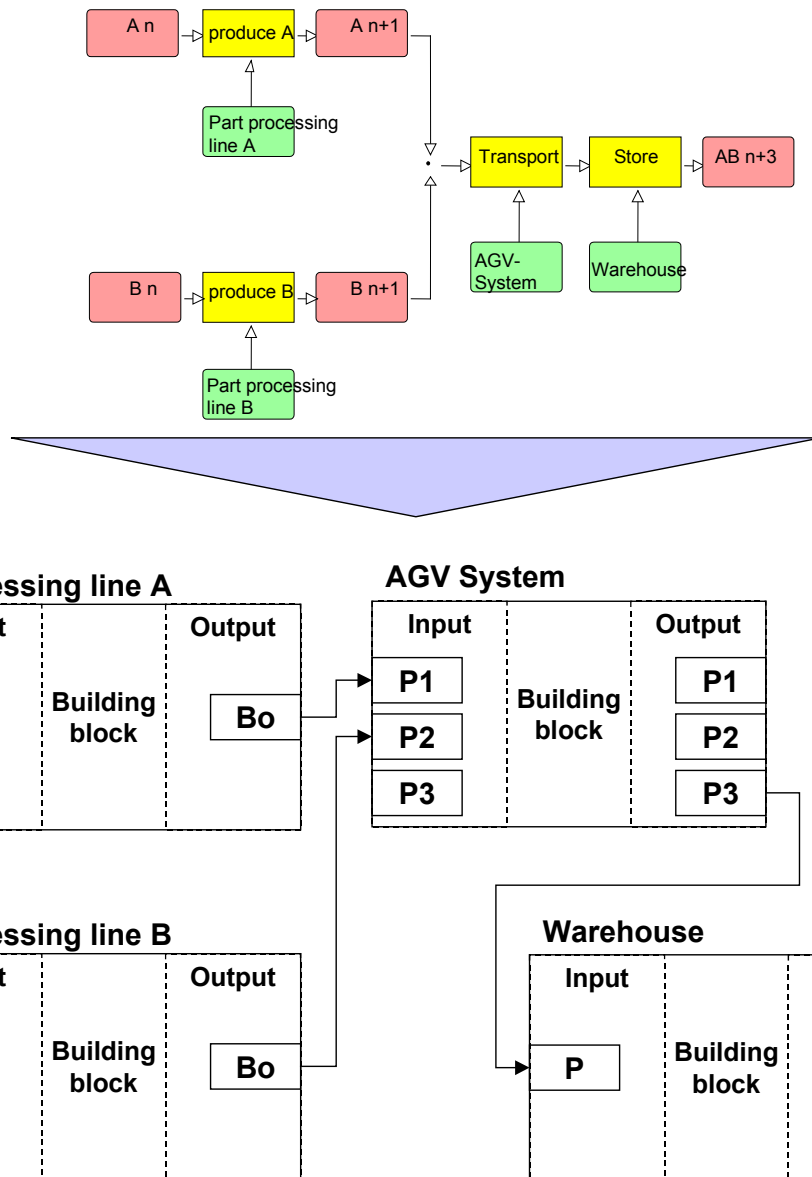 A n
produce A
A n+1
Part processing
line A
Transport
Store
AB n+3
AGV-
System
Warehouse
B n
produce B
B n+1
Part processing
line B
essing line A
t
Building
block
Output
Bo
AGV System
Input
P1
P2
P3
Building
block
Output
P1
P2
P3
essing line B
t
Building
block
Output
Bo
Warehouse
Input
P
Building
block